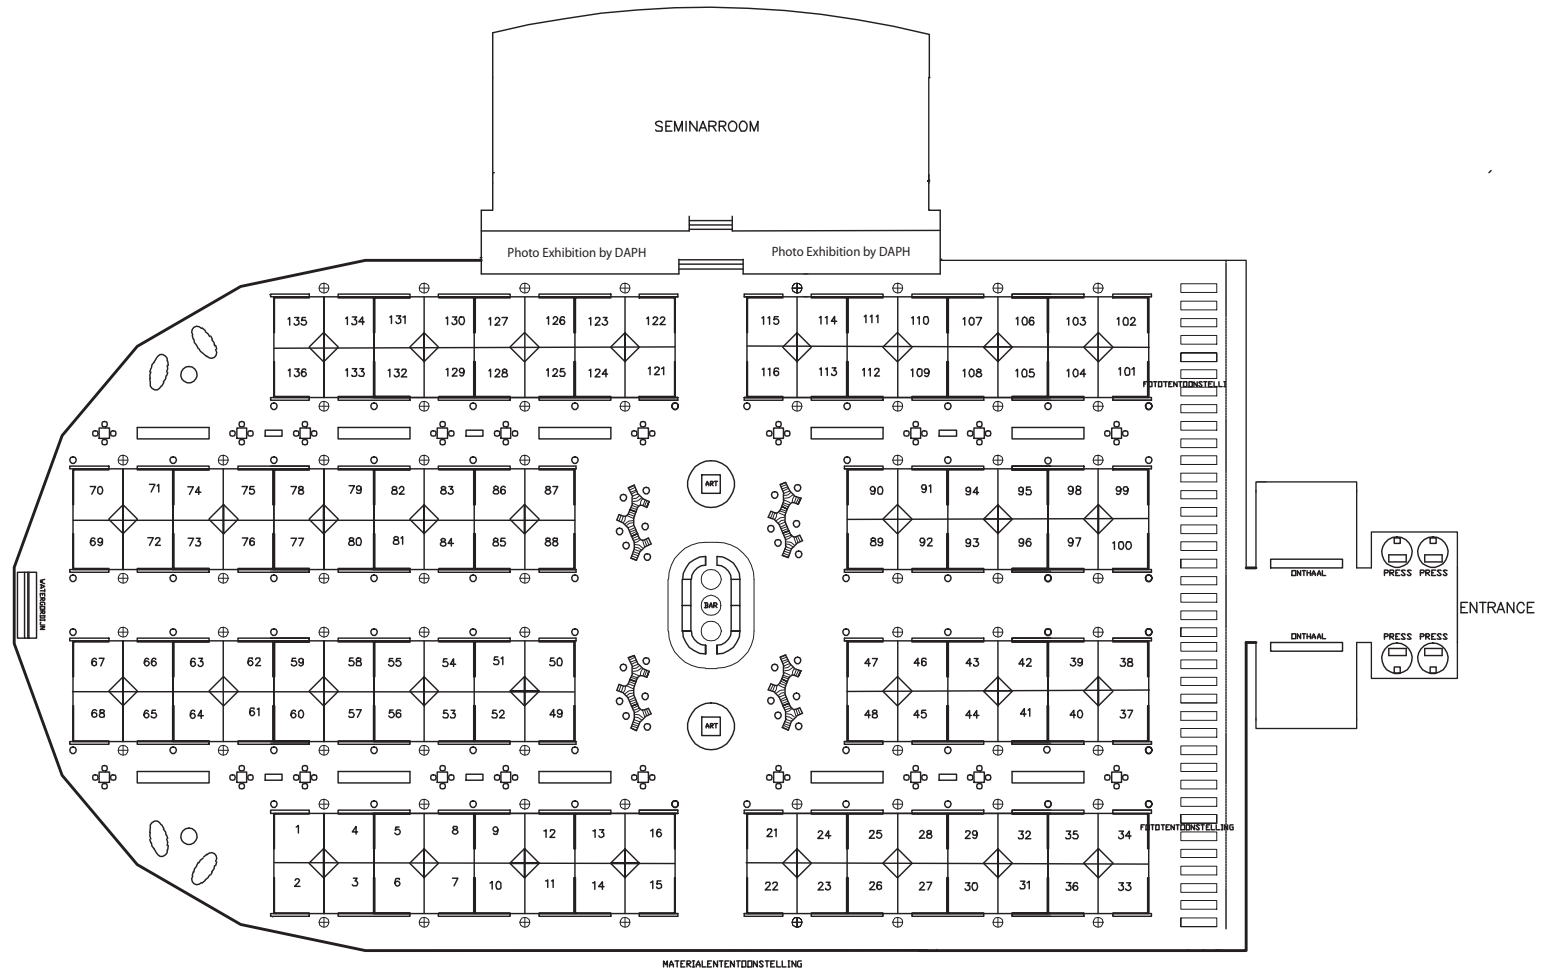 SEMINARROOM
Photo Exhibition by DAPH Photo Exhibition by DAPH
135 134 131 130 127 126 123 122 115 114 111 110 107 106 103 102
136 133 132 129 128 125 124 121 116 113 112 109 108 105 104 101
FOTOTENTOONSTELLI
70 71 74 75 78 79 82 83 86 87 ART 90 91 94 95 98 99
69 72 73 76 77 80 81 84 85 88 89 92 93 96 97 100
ONTHAAL PRESS PRESS
WATERGORDIJN BAR ENTRANCE
ONTHAAL PRESS PRESS
67 66 63 62 59 58 55 54 51 50 47 46 43 42 39 38
68 65 64 61 60 57 56 53 52 49 ART 48 45 44 41 40 37
FOTOTENTOONSTELLING
1 4 5 8 9 12 13 16 21 24 25 28 29 32 35 34
2 3 6 7 10 11 14 15 22 23 26 27 30 31 36 33
MATERIALENTENTOONSTELLING